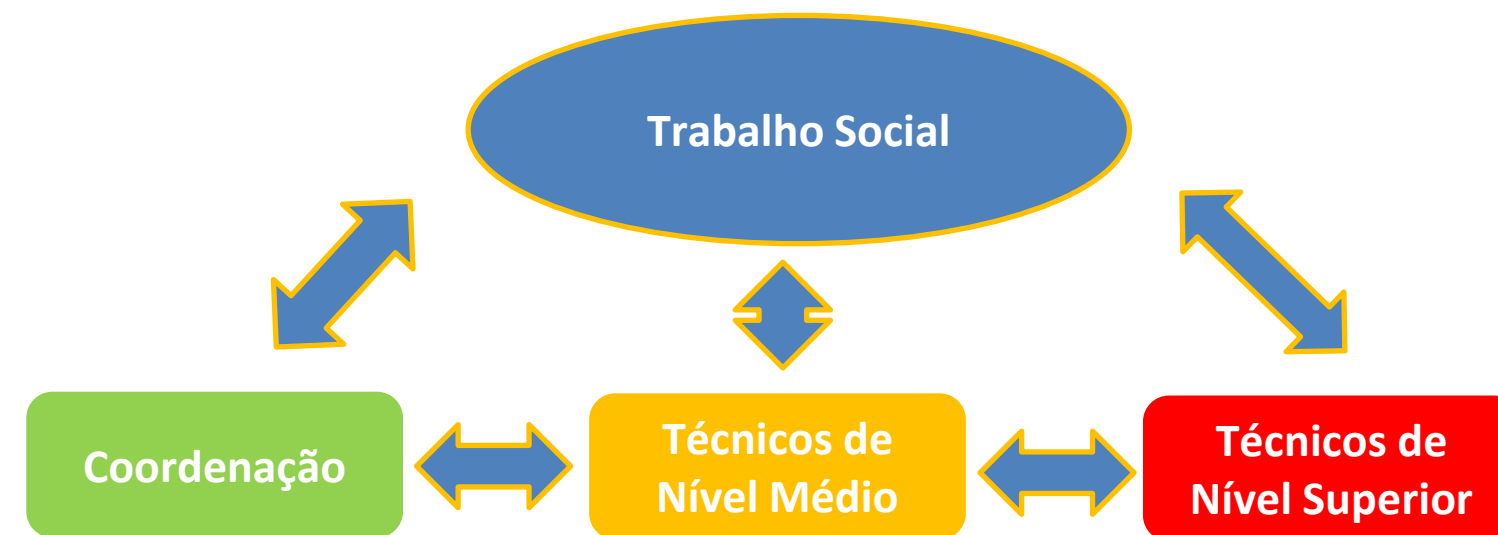 Trabalho Social
Coordenação
Técnicos de
Nível Médio
Técnicos de
Nível Superior